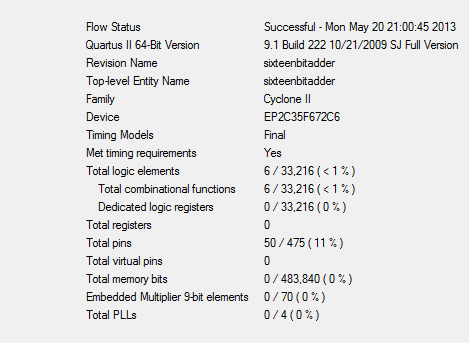 Flow Status Successful - Mon May 20 21:00:45 2013
Quartus II 64-Bit Version 9.1 Build 222 10/21/2009 SJ Full Version
Revision Name sixteenbitadder
Top-level Entity Name sixteenbitadder
Family Cyclone II
Device EP2C35F672C6
Timing Models Final
Met timing requirements Yes
Total logic elements 6 / 33,216 ( < 1 % )
Total combinational functions 6 / 33,216 ( < 1 % )
Dedicated logic registers 0 / 33,216 ( 0 % )
Total registers 0
Total pins 50 / 475 ( 11 % )
Total virtual pins 0
Total memory bits 0 / 483,840 ( 0 % )
Embedded Multiplier 9-bit elements 0 / 70 ( 0 % )
Total PLLs 0 / 4 ( 0 % )